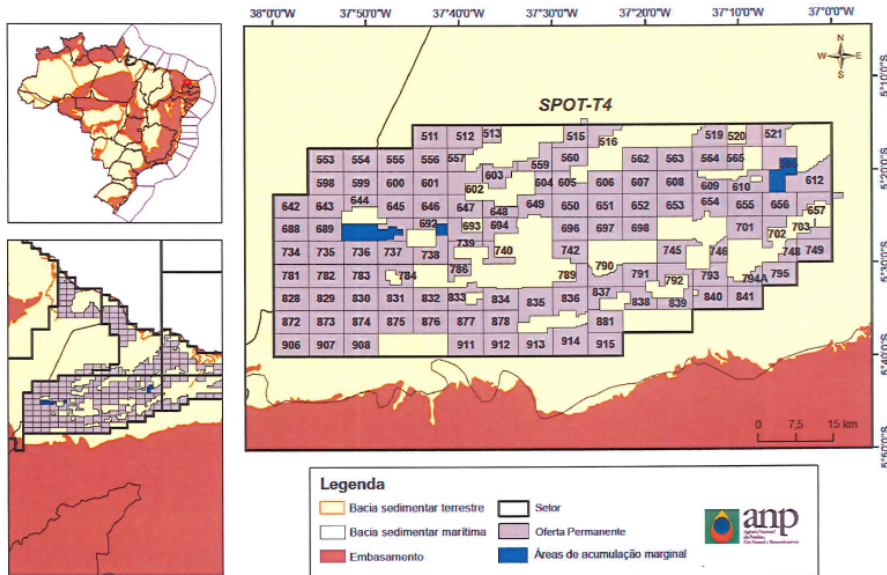 38°0'0"W 37°50'0"W 37°40'0"W 37°30'0"W 37°20'0"W 37°10'0"W 37°0'0"W
N
W E
S
5°10'0"S
SPOT-T4
511 512 513 515 516 519 520 521
553 554 555 556 557 559 560 562 563 564 565
5°20'0"S
598 599 600 601 602 603 604 605 606 607 608 609 610 612
642 643 644 645 646 647 648 649 650 651 652 653 654 655 656 657
688 689 692 693 694 696 697 698 701 702 703
734 735 736 737 738 739 740 742 745 746 748 749
5°30'0"S
781 782 783 784 786 789 790 791 792 793 794A 795
828 829 830 831 832 833 834 835 836 837 838 839 840 841
872 873 874 875 876 877 878 881
906 907 908 911 912 913 914 915
5°40'0"S
0 7,5 15 km
5°50'0"S
Legenda
Bacia sedimentar terrestre Setor
Bacia sedimentar marítima Oferta Permanente
Embasamento Áreas de acumulação marginal
anp
Agência Nacional
do Petróleo,
Gás Natural e Biocombustíveis